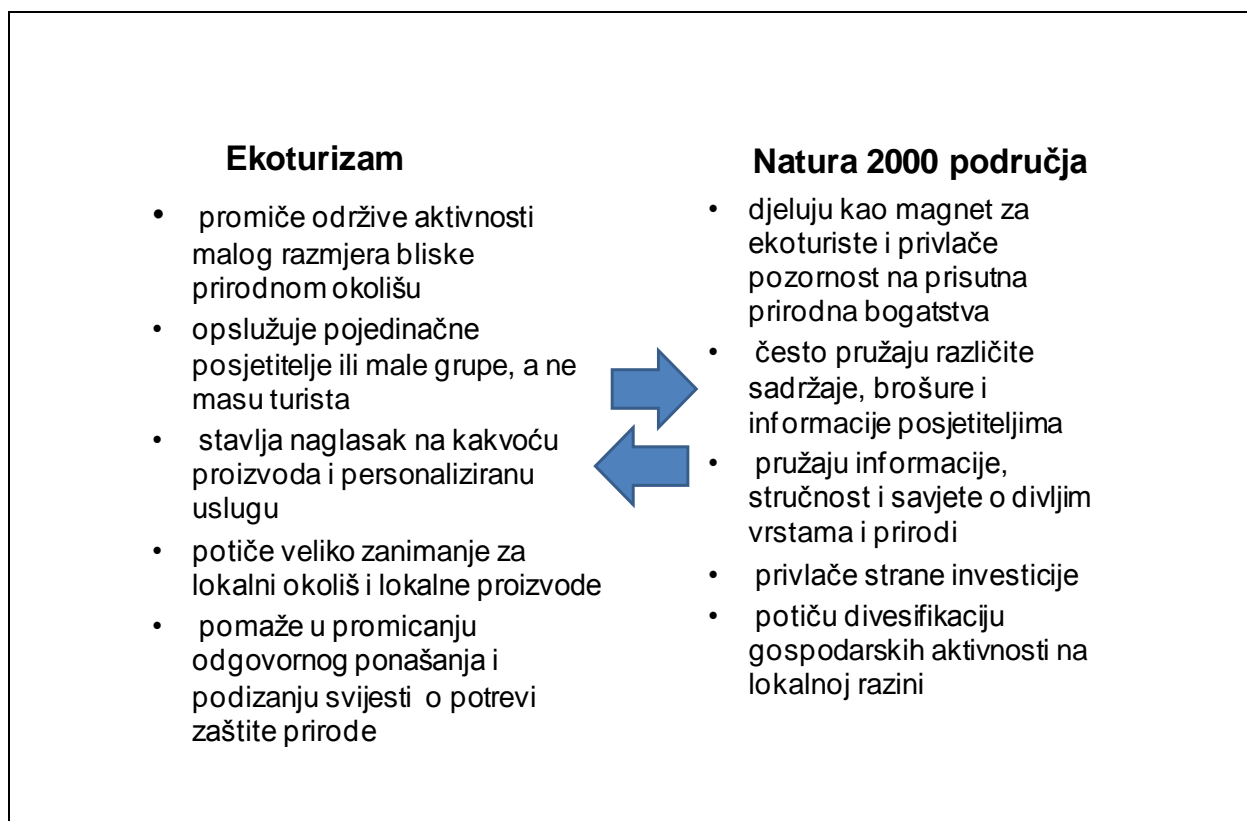 Ekoturizam
• promiče održive aktivnosti
malog razmjera bliske
prirodnom okolišu
• opslužuje pojedinačne
posjetitelje ili male grupe, a ne
masu turista
• stavlja naglasak na kakvoću
proizvoda i personaliziranu
uslugu
• potiče veliko zanimanje za
lokalni okoliš i lokalne proizvode
• pomaže u promicanju
odgovornog ponašanja i
podizanju svijesti o potrevi
zaštite prirode
Natura 2000 područja
• djeluju kao magnet za
ekoturiste i privlače
pozornost na prisutna
prirodna bogatstva
• često pružaju različite
sadržaje, brošure i
informacije posjetiteljima
• pružaju informacije,
stručnost i savjete o divljim
vrstama i prirodi
• privlače strane investicije
• potiču divesifikaciju
gospodarskih aktivnosti na
lokalnoj razini